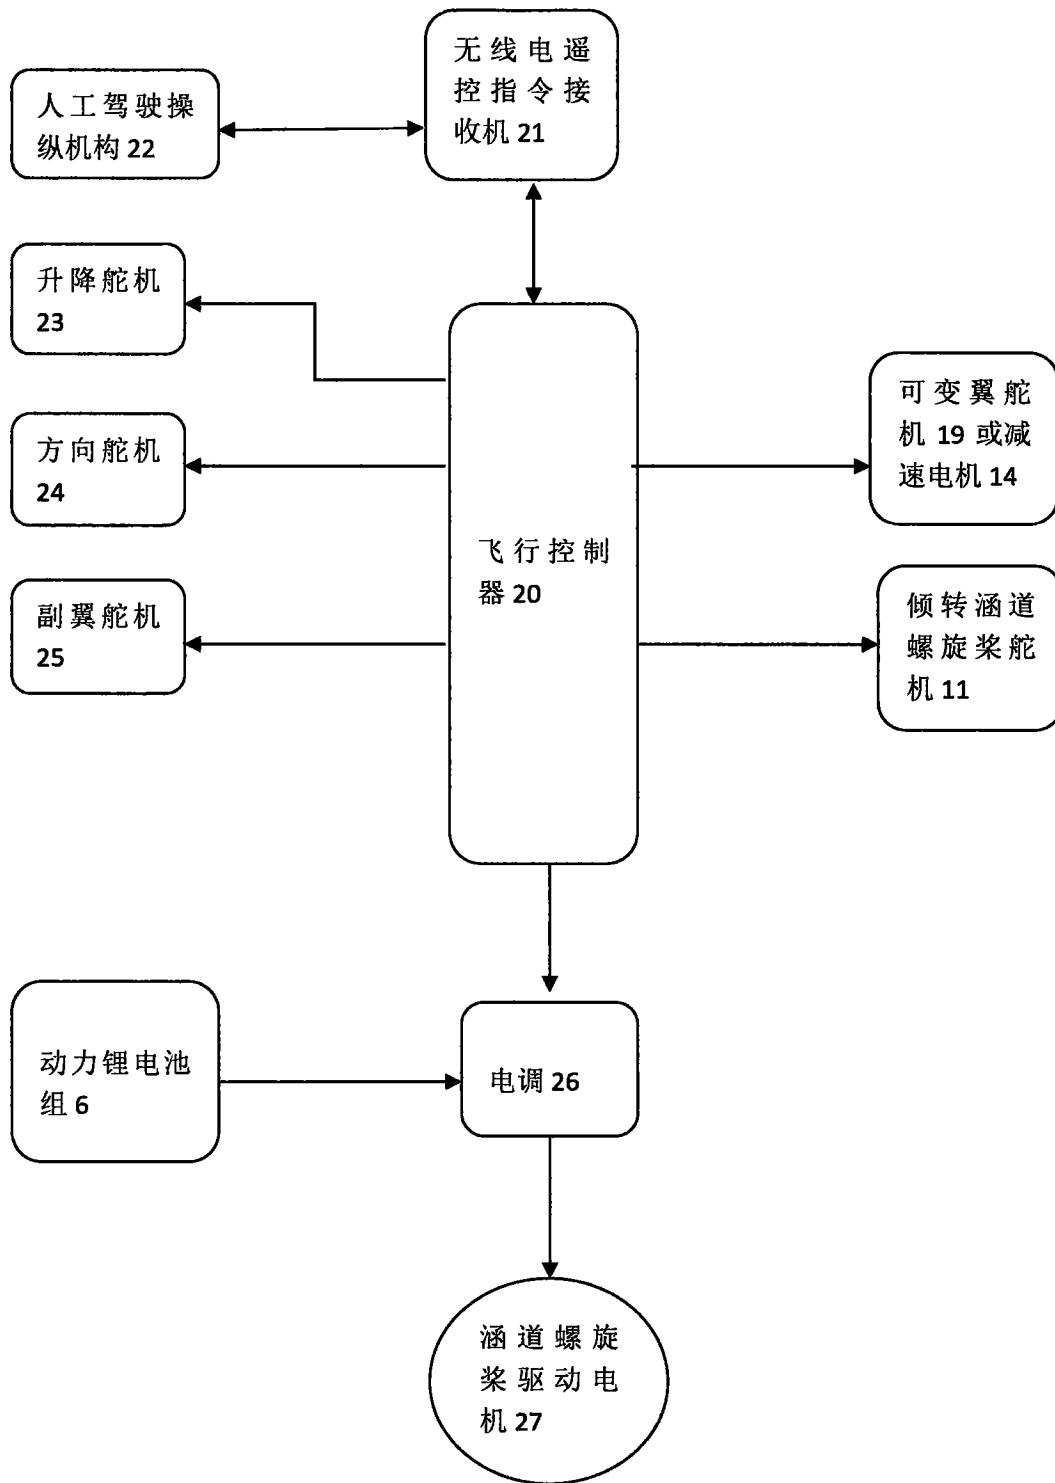 无线电遥
控指令接
收机 21
人工驾驶操
纵机构 22
升降舵机
23
可变翼舵
机 19 或减
速电机 14
方向舵机
24
飞行控制
器 20
副翼舵机
25
倾转涵道
螺旋桨舵
机 11
动力锂电池
组 6
电调 26
涵道螺旋
桨驱动电
机 27